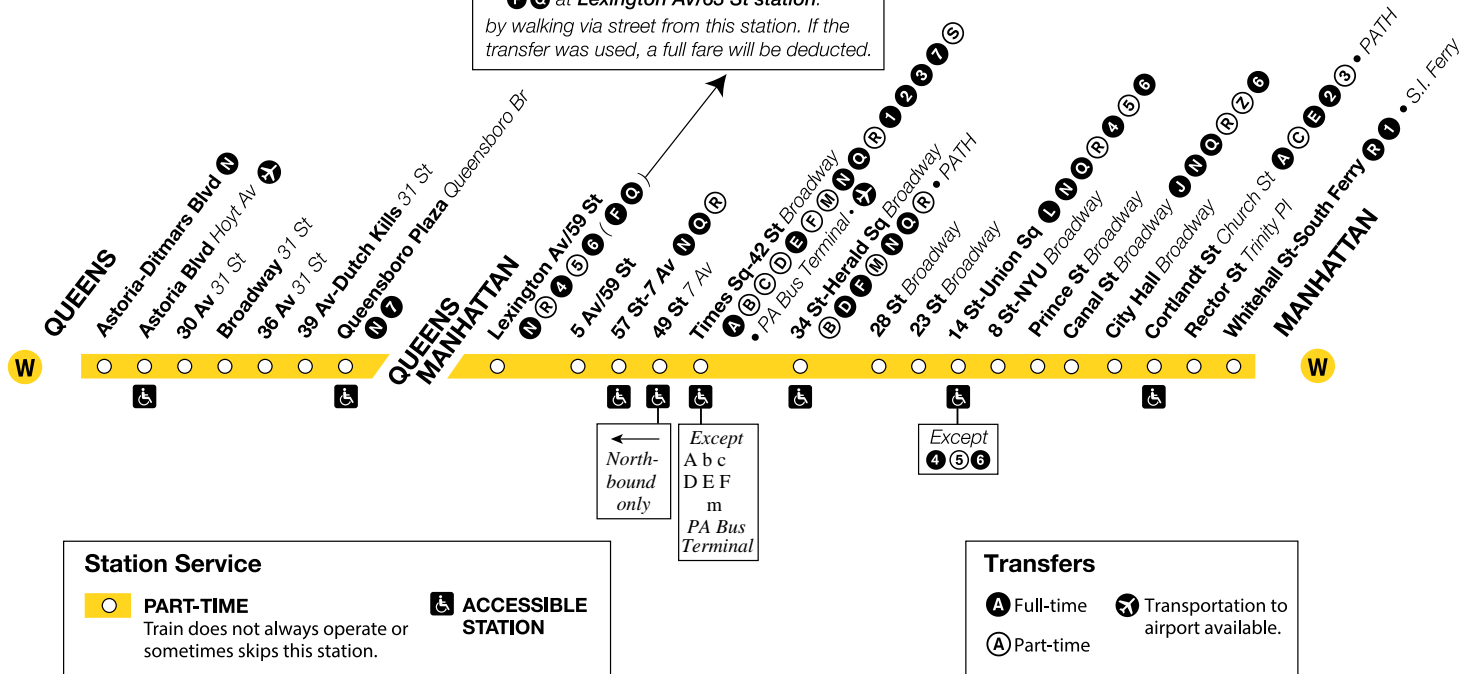 F Q at Lexington Av/63 St station.
by walking via street from this station. If the
transfer was used, a full fare will be deducted.
W
QUEENS
Astoria-Ditmars Blvd N
Astoria Blvd Hoyt Av
30 Av 31 St
Broadway 31 St
36 Av 31 St
39 Av-Dutch Kills 31 St
Queensboro Plaza Queensboro Br
N 7
QUEENS
MANHATTAN
Lexington Av/59 St
N R 4 5 6 ( F Q )
5 Av/59 St
57 St-7 Av N Q R
49 St 7 Av
Times Sq-42 St Broadway
A B C D E F M N Q R 1 2 3 7 S
• PA Bus Terminal •
34 St-Herald Sq Broadway
B D F M N Q R • PATH
28 St Broadway
23 St Broadway
14 St-Union Sq L N Q R 4 5 6
8 St-NYU Broadway
Prince St Broadway
Canal St Broadway J N Q R Z 6
City Hall Broadway
Cortlandt St Church St A C E 2 3 • PATH
Rector St Trinity Pl
Whitehall St-South Ferry R 1 • S.I. Ferry
MANHATTAN
W
North-
bound
only
Except
A b c
D E F
m
PA Bus
Terminal
Except
4 5 6
Station Service
PART-TIME
Train does not always operate or
sometimes skips this station.
ACCESSIBLE
STATION
Transfers
A Full-time
A Part-time
Transportation to
airport available.